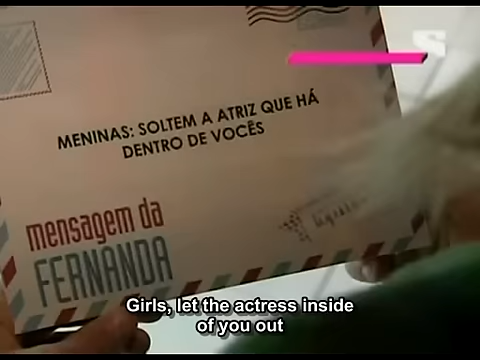 MENINAS: SOLTEM A ATRIZ QUE HÁ
DENTRO DE VOCÊS
mensagem da
FERNANDA
Girls, let the actress inside
of you out